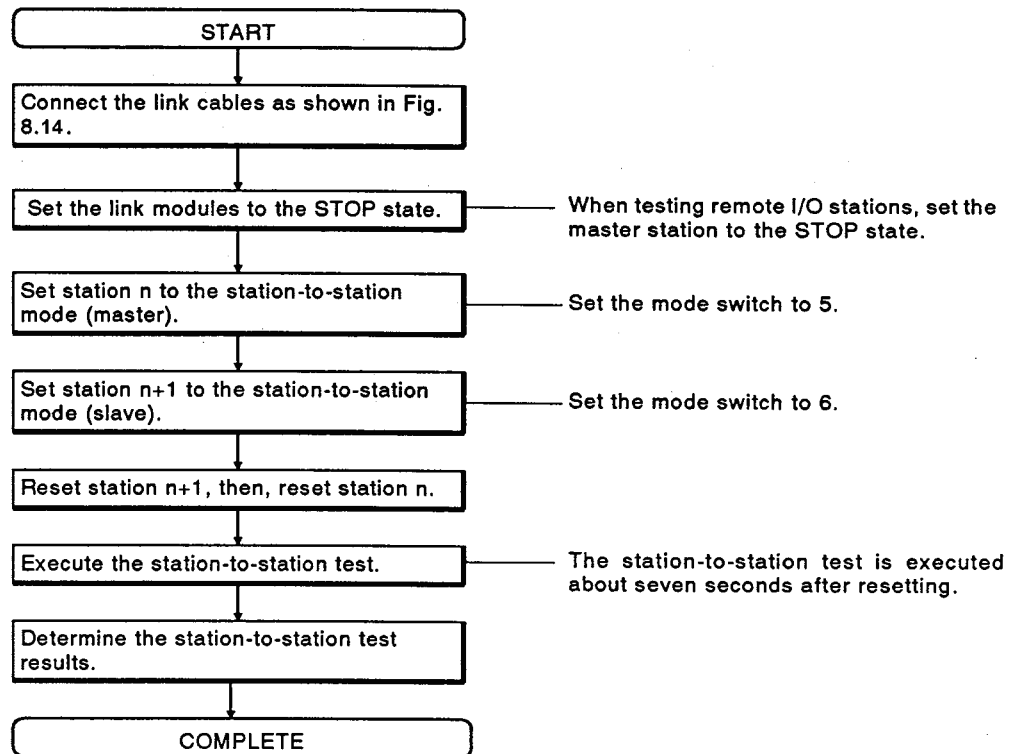 START
Connect the link cables as shown in Fig.
8.14.
Set the link modules to the STOP state.
When testing remote I/O stations, set the
master station to the STOP state.
Set station n to the station-to-station
mode (master).
Set the mode switch to 5.
Set station n+1 to the station-to-station
mode (slave).
Set the mode switch to 6.
Reset station n+1, then, reset station n.
Execute the station-to-station test.
The station-to-station test is executed
about seven seconds after resetting.
Determine the station-to-station test
results.
COMPLETE